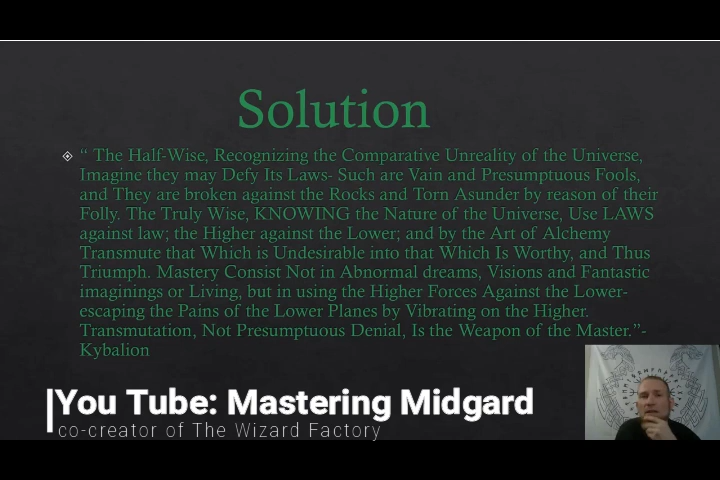 Solution
“ The Half-Wise, Recognizing the Comparative Unreality of the Universe,
Imagine they may Defy Its Laws- Such are Vain and Presumptuous Fools,
and They are broken against the Rocks and Torn Asunder by reason of their
Folly. The Truly Wise, KNOWING the Nature of the Universe, Use LAWS
against law; the Higher against the Lower; and by the Art of Alchemy
Transmute that Which is Undesirable into that Which Is Worthy, and Thus
Triumph. Mastery Consist Not in Abnormal dreams, Visions and Fantastic
imaginings or Living, but in using the Higher Forces Against the Lower-
escaping the Pains of the Lower Planes by Vibrating on the Higher.
Transmutation, Not Presumptuous Denial, Is the Weapon of the Master.”-
Kybalion
You Tube: Mastering Midgard
co-creator of The Wizard Factory